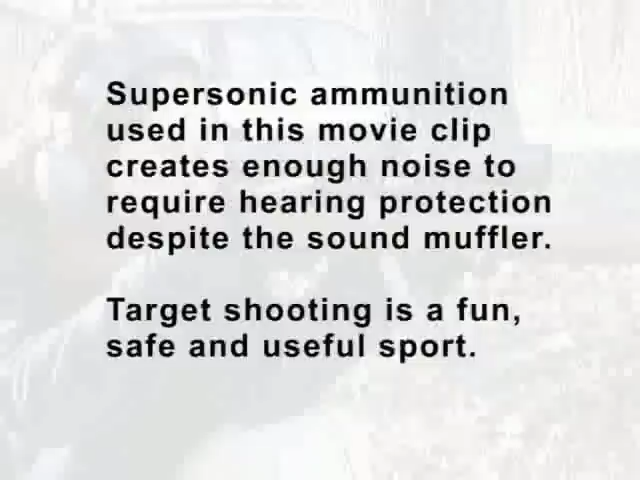 Supersonic ammunition
used in this movie clip
creates enough noise to
require hearing protection
despite the sound muffler.
Target shooting is a fun,
safe and useful sport.